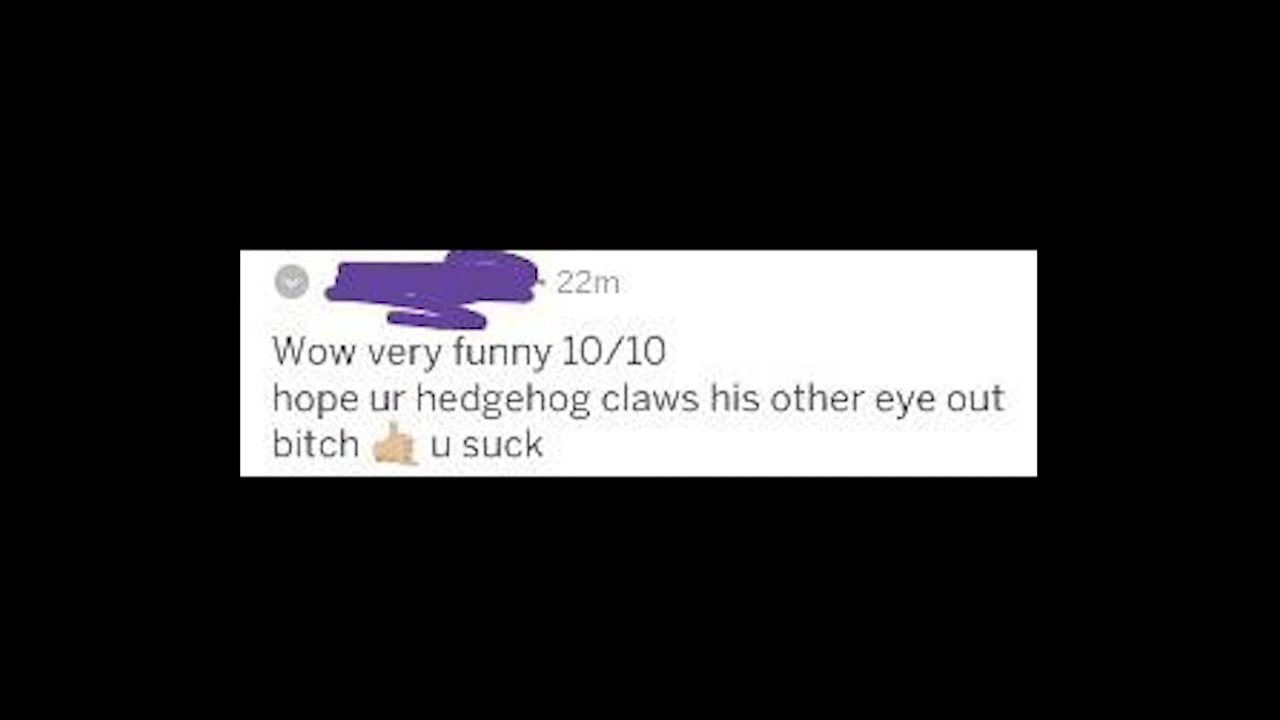 22m
Wow very funny 10/10
hope ur hedgehog claws his other eye out
bitch 🤙🏼 u suck